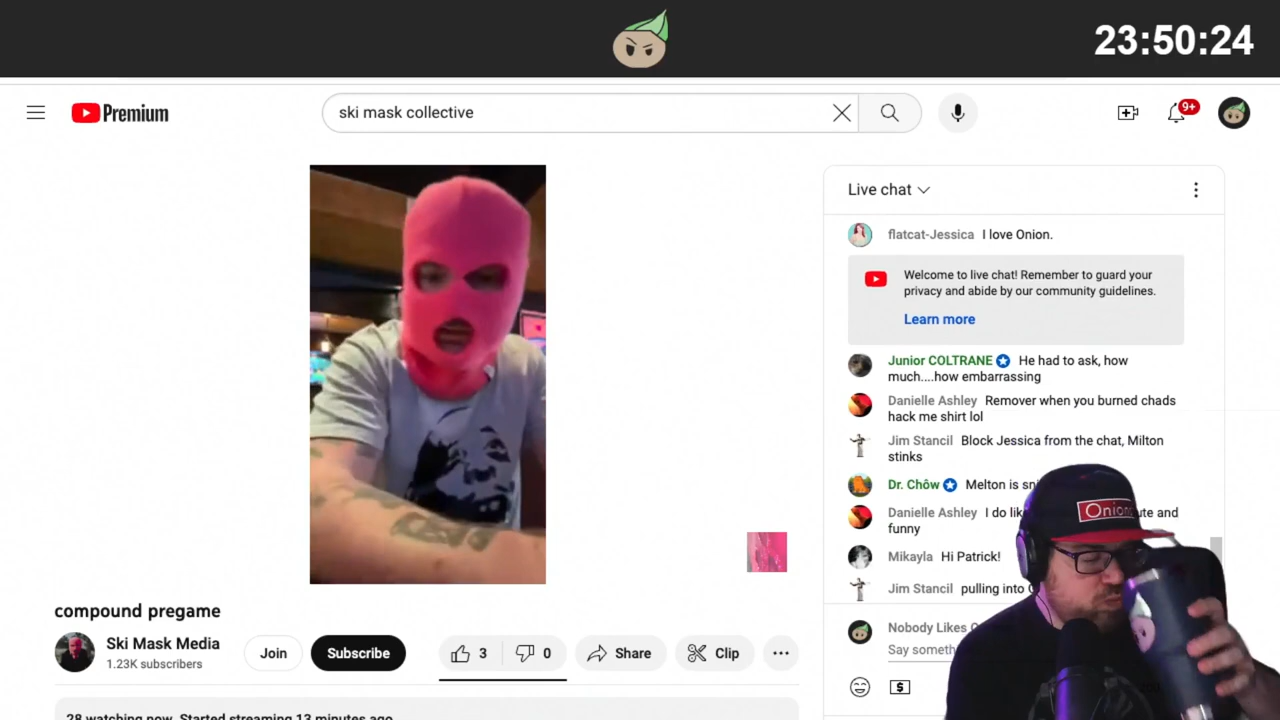 23:50:24
Premium
ski mask collective
9+
Live chat
flatcat-Jessica I love Onion.
Welcome to live chat! Remember to guard your
privacy and abide by our community guidelines.
Learn more
Junior COLTRANE He had to ask, how
much....how embarrassing
Danielle Ashley Remover when you burned chads
hack me shirt lol
Jim Stancil Block Jessica from the chat, Milton
stinks
Dr. Chôw Melton is
Danielle Ashley I do and
funny
Mikayla Hi Patrick!
Jim Stancil pulling into
Nobody Likes
Say
compound pregame
Ski Mask Media
1.23K subscribers
Join
Subscribe
3
0
Share
Clip
28 watching now Started streaming 13 minutes ago